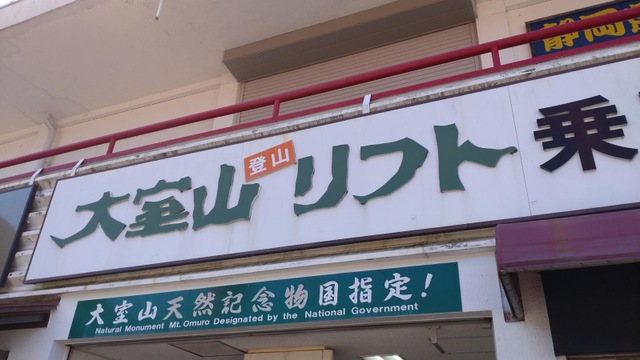 静岡
大室山登山リフト 乗
大室山天然記念物国指定!
Natural Monument Mt. Omuro Designated by the National Government